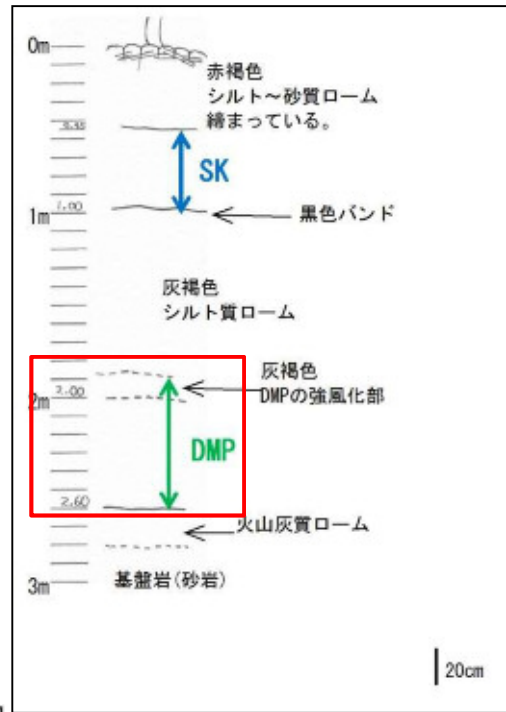 0m
赤褐色
シルト～砂質ローム
締まっている。
SK
1.00
1m
黒色バンド
灰褐色
シルト質ローム
灰褐色
DMPの強風化部
2.00
2m
DMP
2.60
火山灰質ローム
基盤岩(砂岩)
3m
20cm